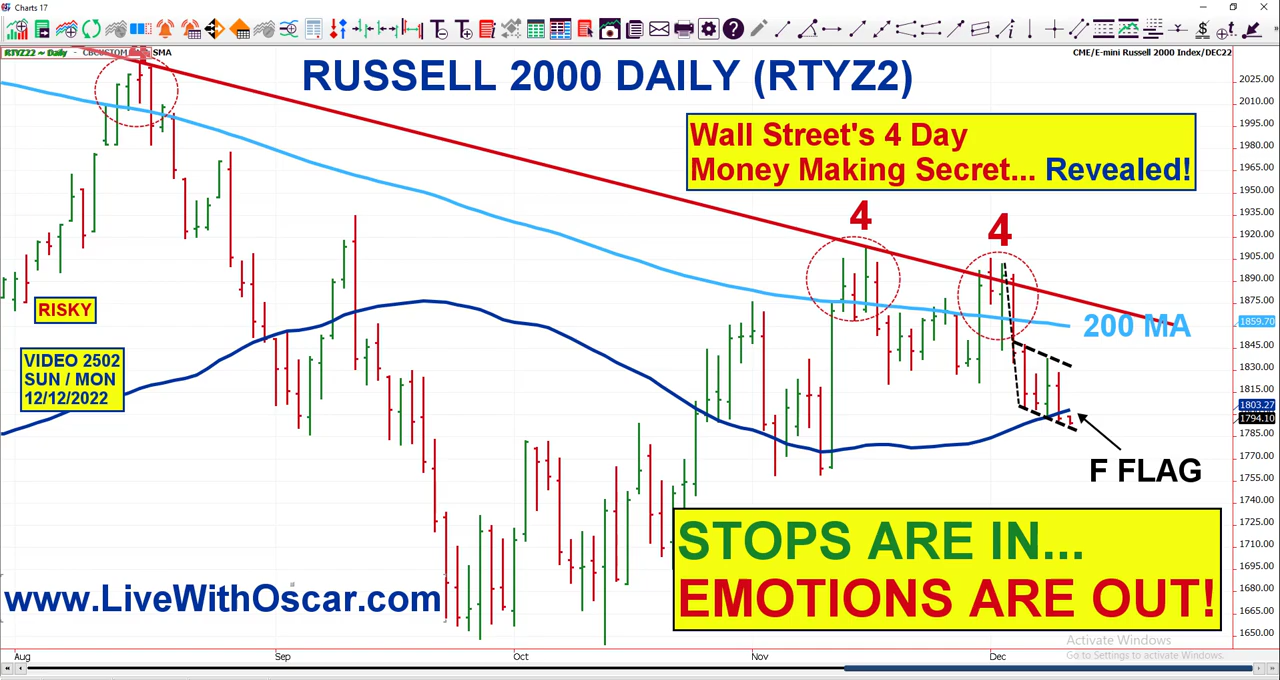 Charts 17
RTYZ22 ~ Daily
SMA
CME/E-mini Russell 2000 Index/DEC22
RUSSELL 2000 DAILY (RTYZ2)
Wall Street's 4 Day
Money Making Secret... Revealed!
4
4
200 MA
RISKY
VIDEO 2502
SUN / MON
12/12/2022
F FLAG
STOPS ARE IN...
EMOTIONS ARE OUT!
www.LiveWithOscar.com
Activate Windows
Go to Settings to activate Windows.
2025.00
2010.00
1995.00
1980.00
1965.00
1950.00
1935.00
1920.00
1905.00
1890.00
1875.00
1859.70
1845.00
1830.00
1815.00
1803.27
1794.10
1785.00
1770.00
1755.00
1740.00
1725.00
1710.00
1695.00
1680.00
1665.00
1650.00
Aug
Sep
Oct
Nov
Dec